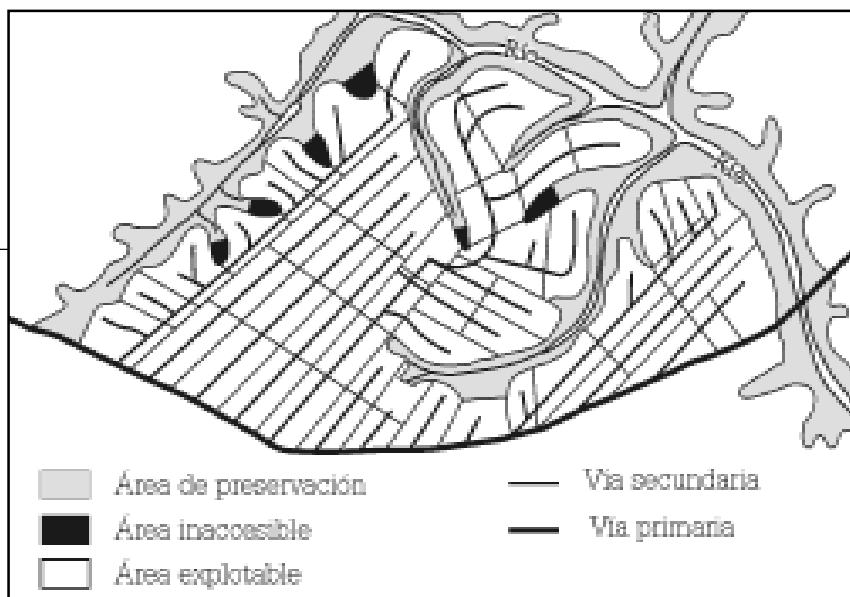 Río
Río
Área de preservación
Área inaccesible
Área explotable
Vía secundaria
Vía primaria